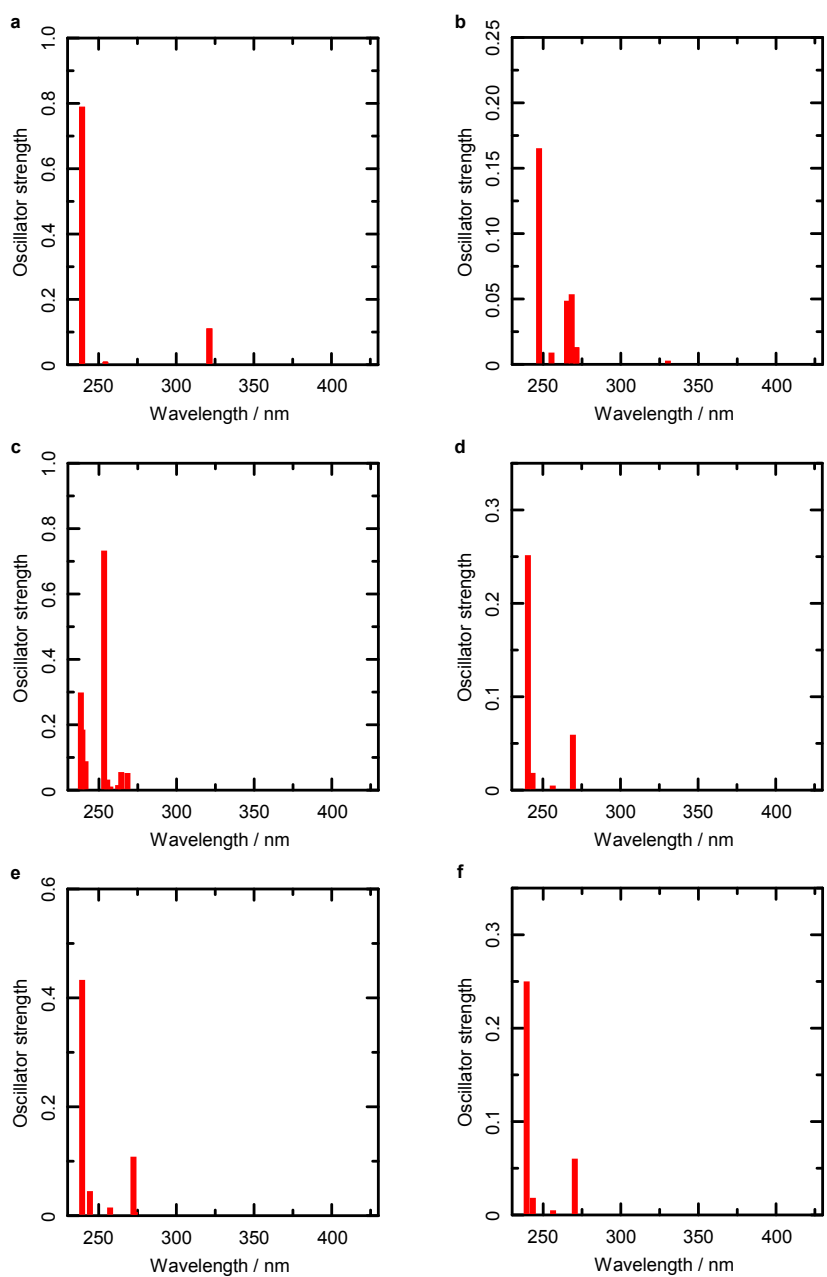 a
1.0
0.8
0.6
0.4
0.2
0
Oscillator strength
250 300 350 400
Wavelength / nm
b
0.25
0.20
0.15
0.10
0.05
0
Oscillator strength
250 300 350 400
Wavelength / nm
c
1.0
0.8
0.6
0.4
0.2
0
Oscillator strength
250 300 350 400
Wavelength / nm
d
0.3
0.2
0.1
0
Oscillator strength
250 300 350 400
Wavelength / nm
e
0.6
0.4
0.2
0
Oscillator strength
250 300 350 400
Wavelength / nm
f
0.3
0.2
0.1
0
Oscillator strength
250 300 350 400
Wavelength / nm